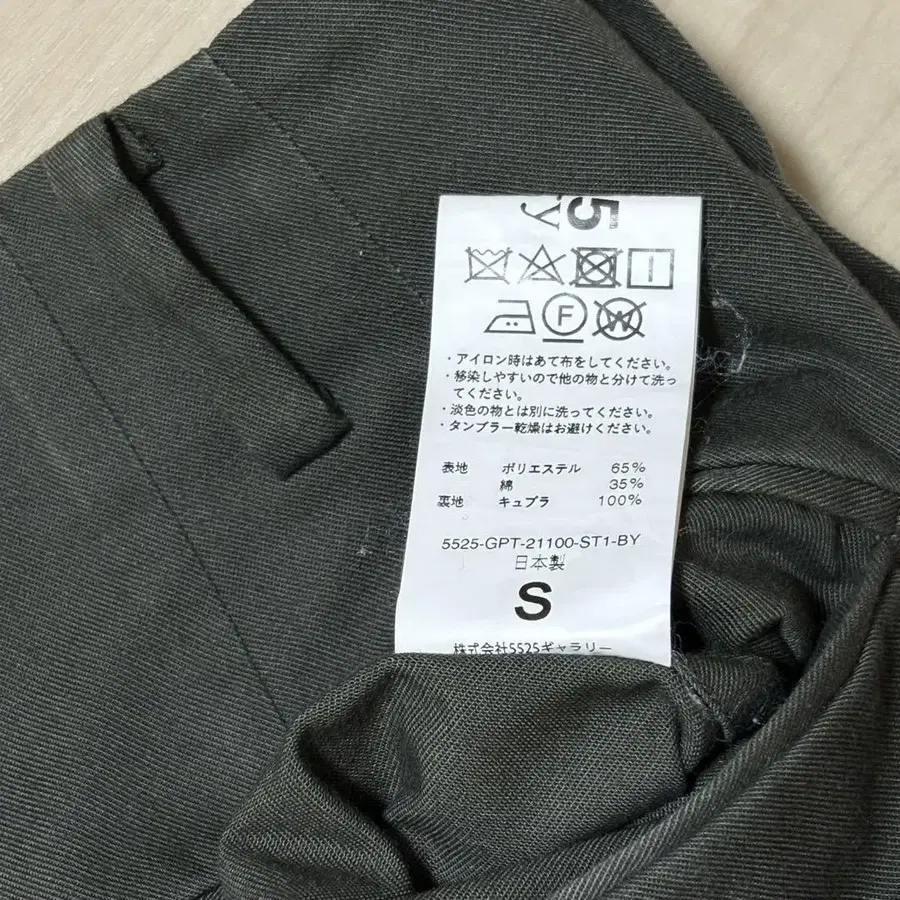 5
ry
F W
・アイロン時はあて布をしてください。
・移染しやすいので他の物と分けて洗っ
てください。
・淡色の物とは別に洗ってください。
・タンブラー乾燥はお避けください。
表地 ポリエステル 65%
綿 35%
裏地 キュプラ 100%
5525-GPT-21100-ST1-BY
日本製
S
株式会社5525ギャラリー